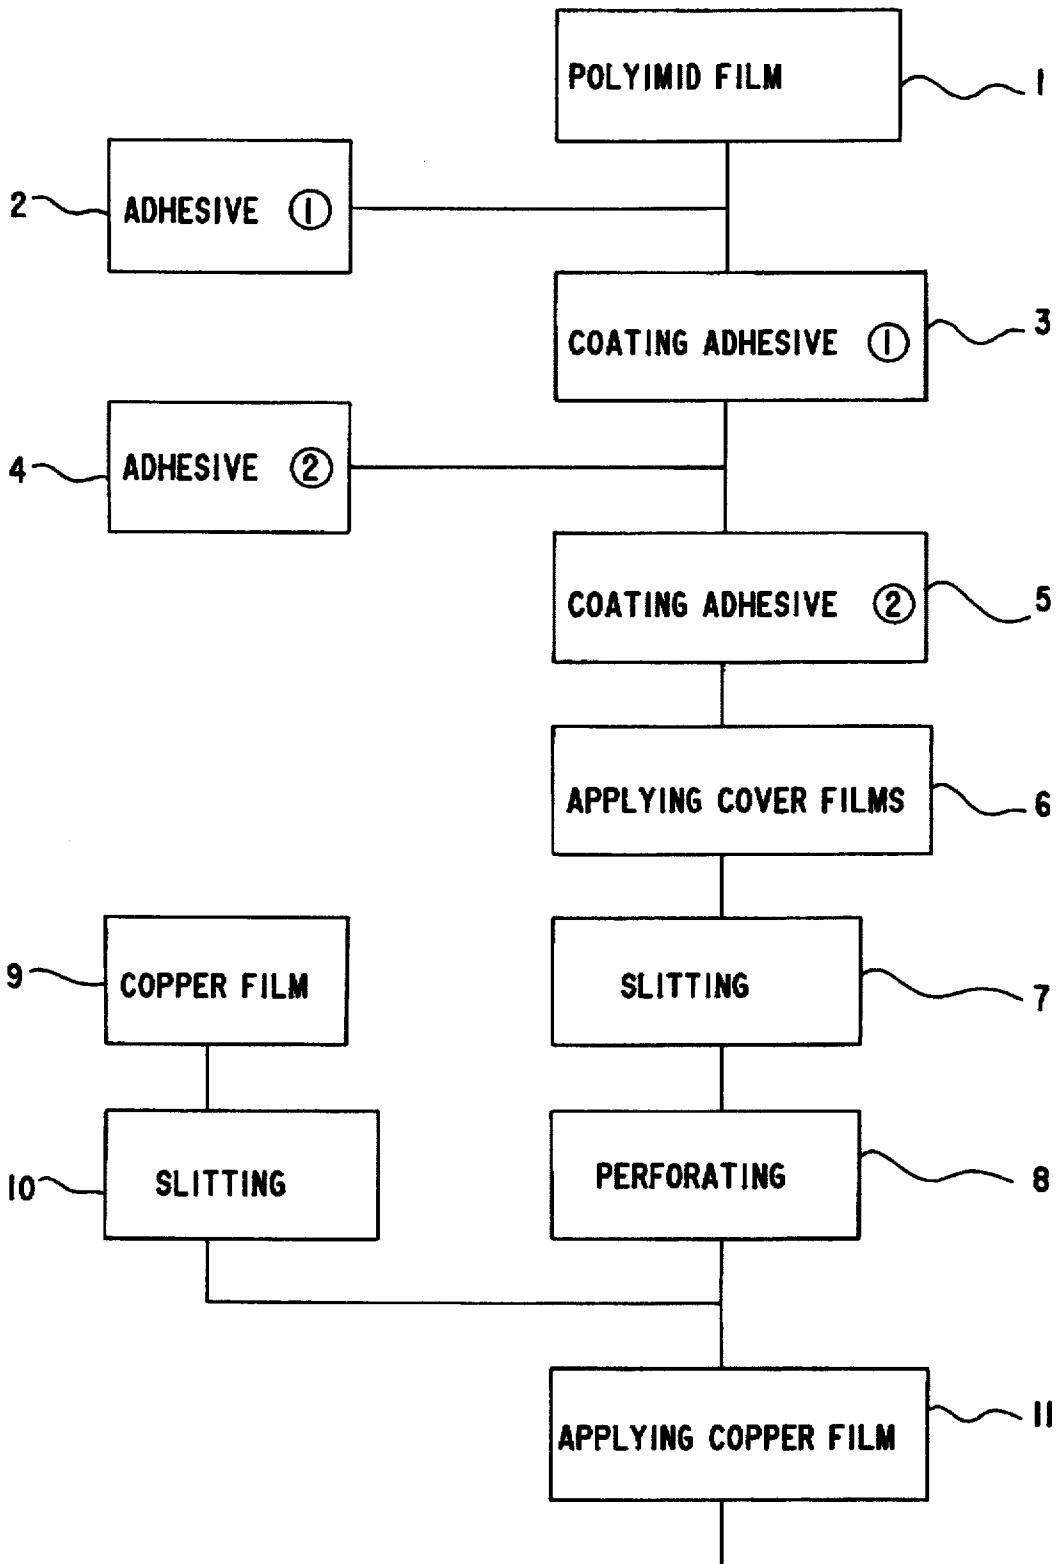 POLYIMID FILM
1
2
ADHESIVE ①
COATING ADHESIVE ①
3
4
ADHESIVE ②
COATING ADHESIVE ②
5
APPLYING COVER FILMS
6
9
COPPER FILM
SLITTING
7
10
SLITTING
PERFORATING
8
APPLYING COPPER FILM
11